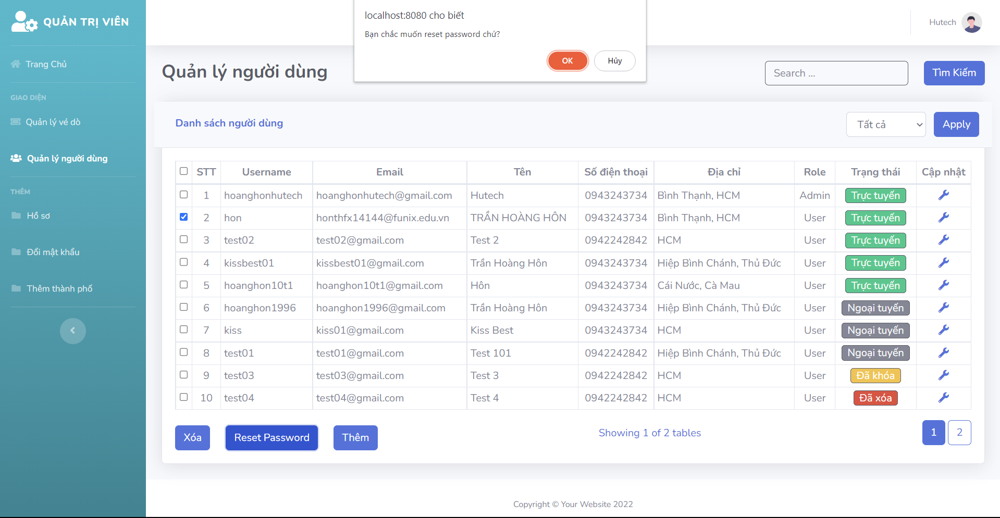 QUẢN TRỊ VIÊN
Trang Chủ
GIAO DIỆN
Quản lý vé dò
Quản lý người dùng
THÊM
Hồ sơ
Đổi mật khẩu
Thêm thành phố
localhost:8080 cho biết
Bạn chắc muốn reset password chứ?
OK Hủy
Hutech
Quản lý người dùng
Search ... Tìm Kiếm
Danh sách người dùng
Tất cả Apply
STT Username Email Tên Số điện thoại Địa chỉ Role Trạng thái Cập nhật
1 hoanghonhutech hoanghonhutech@gmail.com Hutech 0943243734 Bình Thạnh, HCM Admin Trực tuyến
2 hon honthfx14144@funix.edu.vn TRẦN HOÀNG HÔN 0943243734 Bình Thạnh, HCM User Trực tuyến
3 test02 test02@gmail.com Test 2 0942242842 HCM User Trực tuyến
4 kissbest01 kissbest01@gmail.com Trần Hoàng Hôn 0943243734 Hiệp Bình Chánh, Thủ Đức User Trực tuyến
5 hoanghon10t1 hoanghon10t1@gmail.com Hôn 0943243734 Cái Nước, Cà Mau User Trực tuyến
6 hoanghon1996 hoanghon1996@gmail.com Trần Hoàng Hôn 0943243734 Hiệp Bình Chánh, Thủ Đức User Ngoại tuyến
7 kiss kiss01@gmail.com Kiss Best 0943243734 HCM User Ngoại tuyến
8 test01 test01@gmail.com Test 101 0942242842 Hiệp Bình Chánh, Thủ Đức User Ngoại tuyến
9 test03 test03@gmail.com Test 3 0942242842 HCM User Đã khóa
10 test04 test04@gmail.com Test 4 0942242842 HCM User Đã xóa
Xóa Reset Password Thêm Showing 1 of 2 tables 1 2
Copyright © Your Website 2022